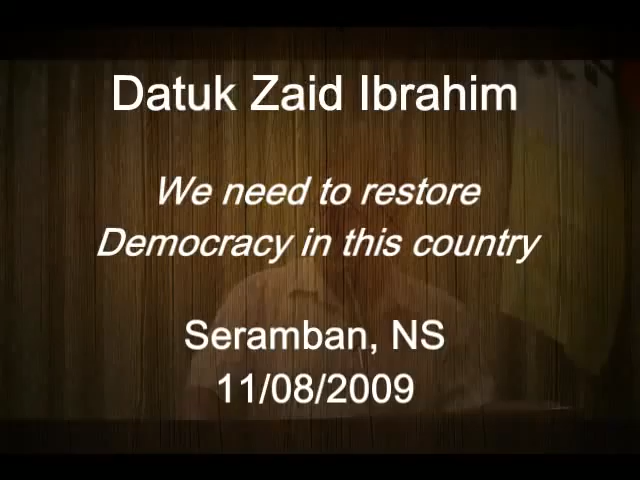 Datuk Zaid Ibrahim
We need to restore
Democracy in this country
Seramban, NS
11/08/2009